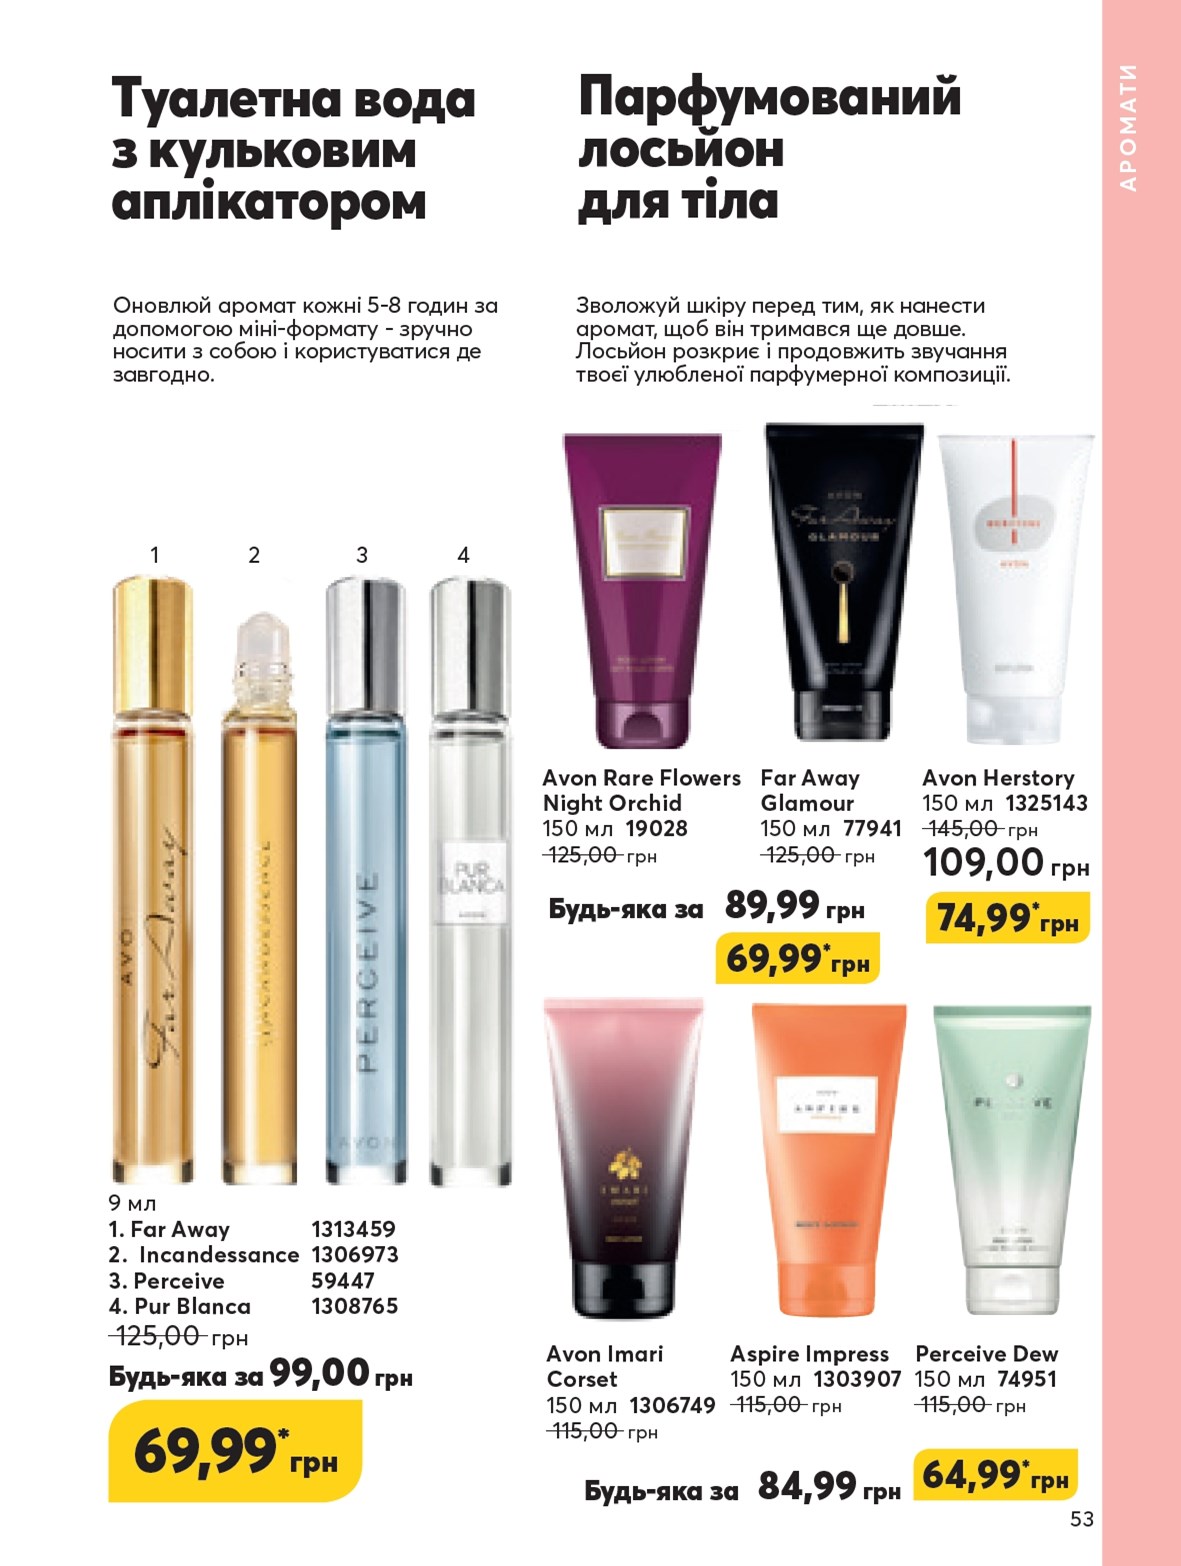 АРОМАТИ
Туалетна вода
з кульковим
аплікатором
Оновлюй аромат кожні 5-8 годин за
допомогою міні-формату - зручно
носити з собою і користуватися де
завгодно.
1 2 3 4
AVON Far Away
INCANDESSENCE
PERCEIVE
AVON
PUR
BLANCA
AVON
9 мл
1. Far Away 1313459
2. Incandessance 1306973
3. Perceive 59447
4. Pur Blanca 1308765
125,00 грн
Будь-яка за 99,00 грн
69,99* грн
Парфумований
лосьйон
для тіла
Зволожуй шкіру перед тим, як нанести
аромат, щоб він тримався ще довше.
Лосьйон розкриє і продовжить звучання
твоєї улюбленої парфумерної композиції.
AVON
Far Away
GLAMOUR
HERSTORY
AVON
Avon Rare Flowers
Night Orchid
150 мл 19028
125,00 грн
Far Away
Glamour
150 мл 77941
125,00 грн
Avon Herstory
150 мл 1325143
145,00 грн
109,00 грн
74,99* грн
Будь-яка за 89,99 грн
69,99* грн
IMARI
AVON
ASPIRE
BODY LOTION
PERCEIVE
Avon Imari
Corset
150 мл 1306749
115,00 грн
Aspire Impress
150 мл 1303907
115,00 грн
Perceive Dew
150 мл 74951
115,00 грн
Будь-яка за 84,99 грн
64,99* грн
53